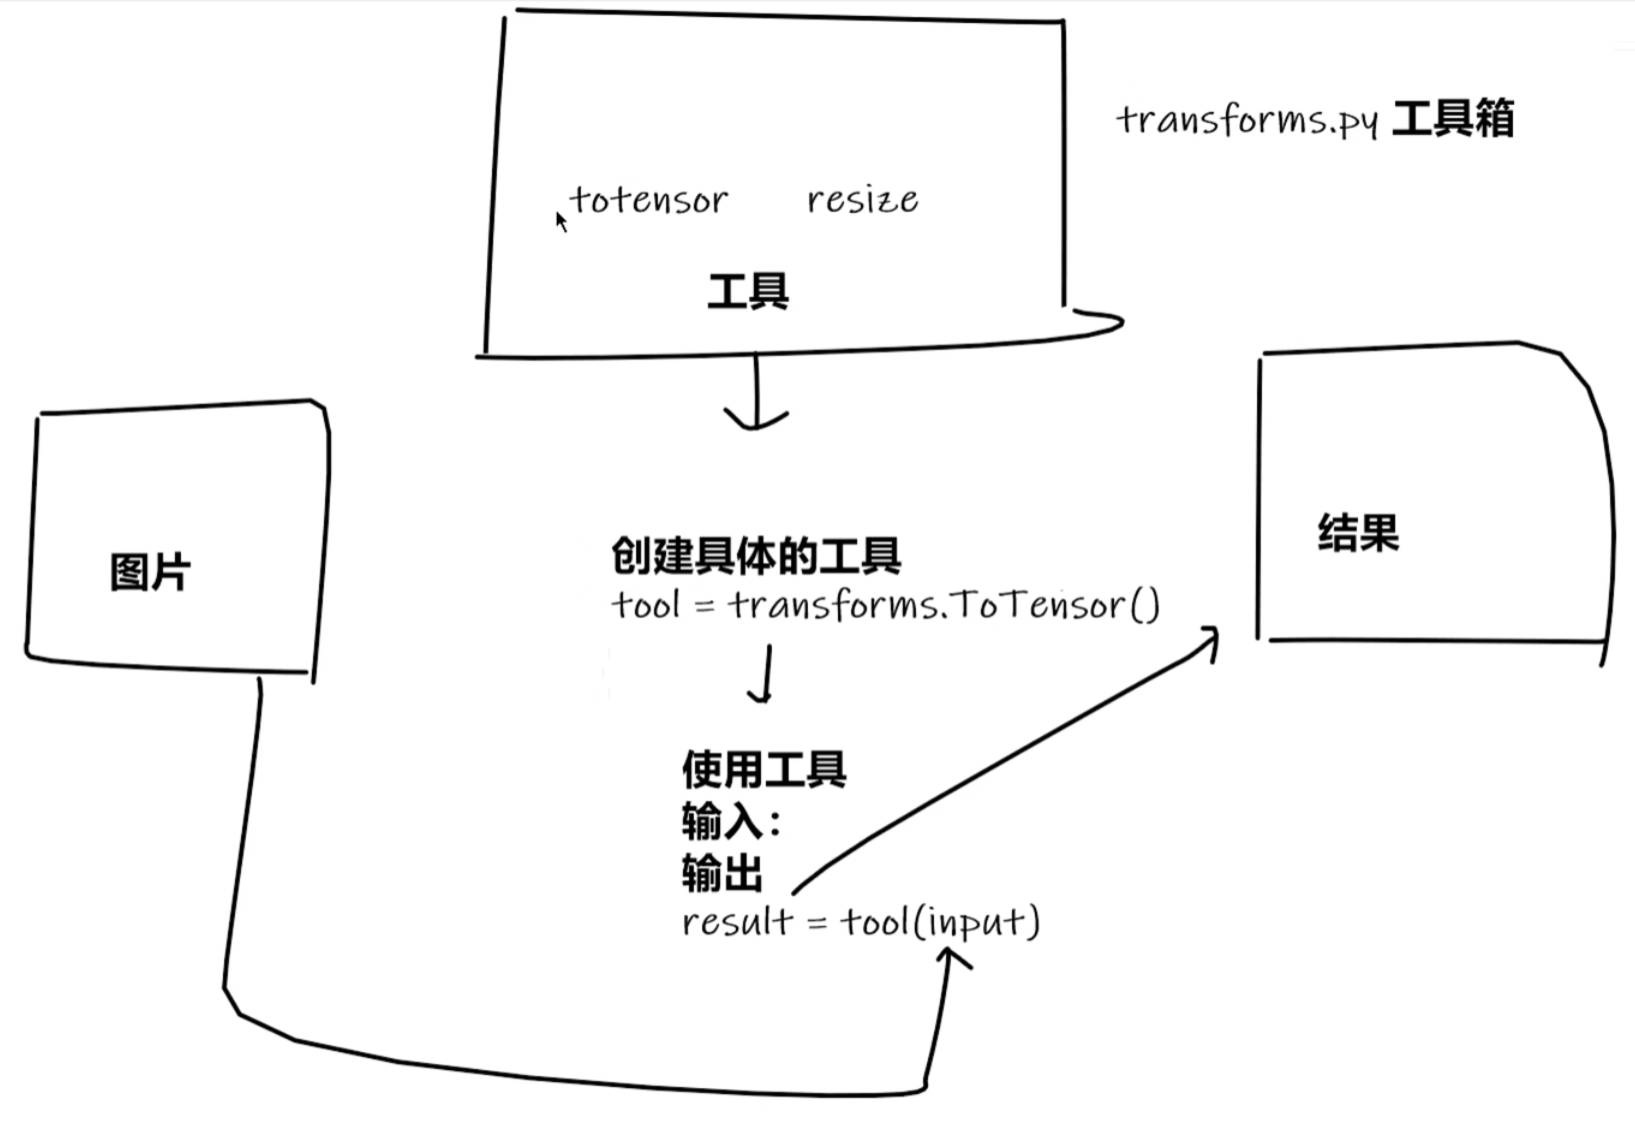 transforms.py 工具箱
totensor resize
工具
图片
创建具体的工具
tool = transforms.ToTensor()
使用工具
输入：
输出
result = tool(input)
结果